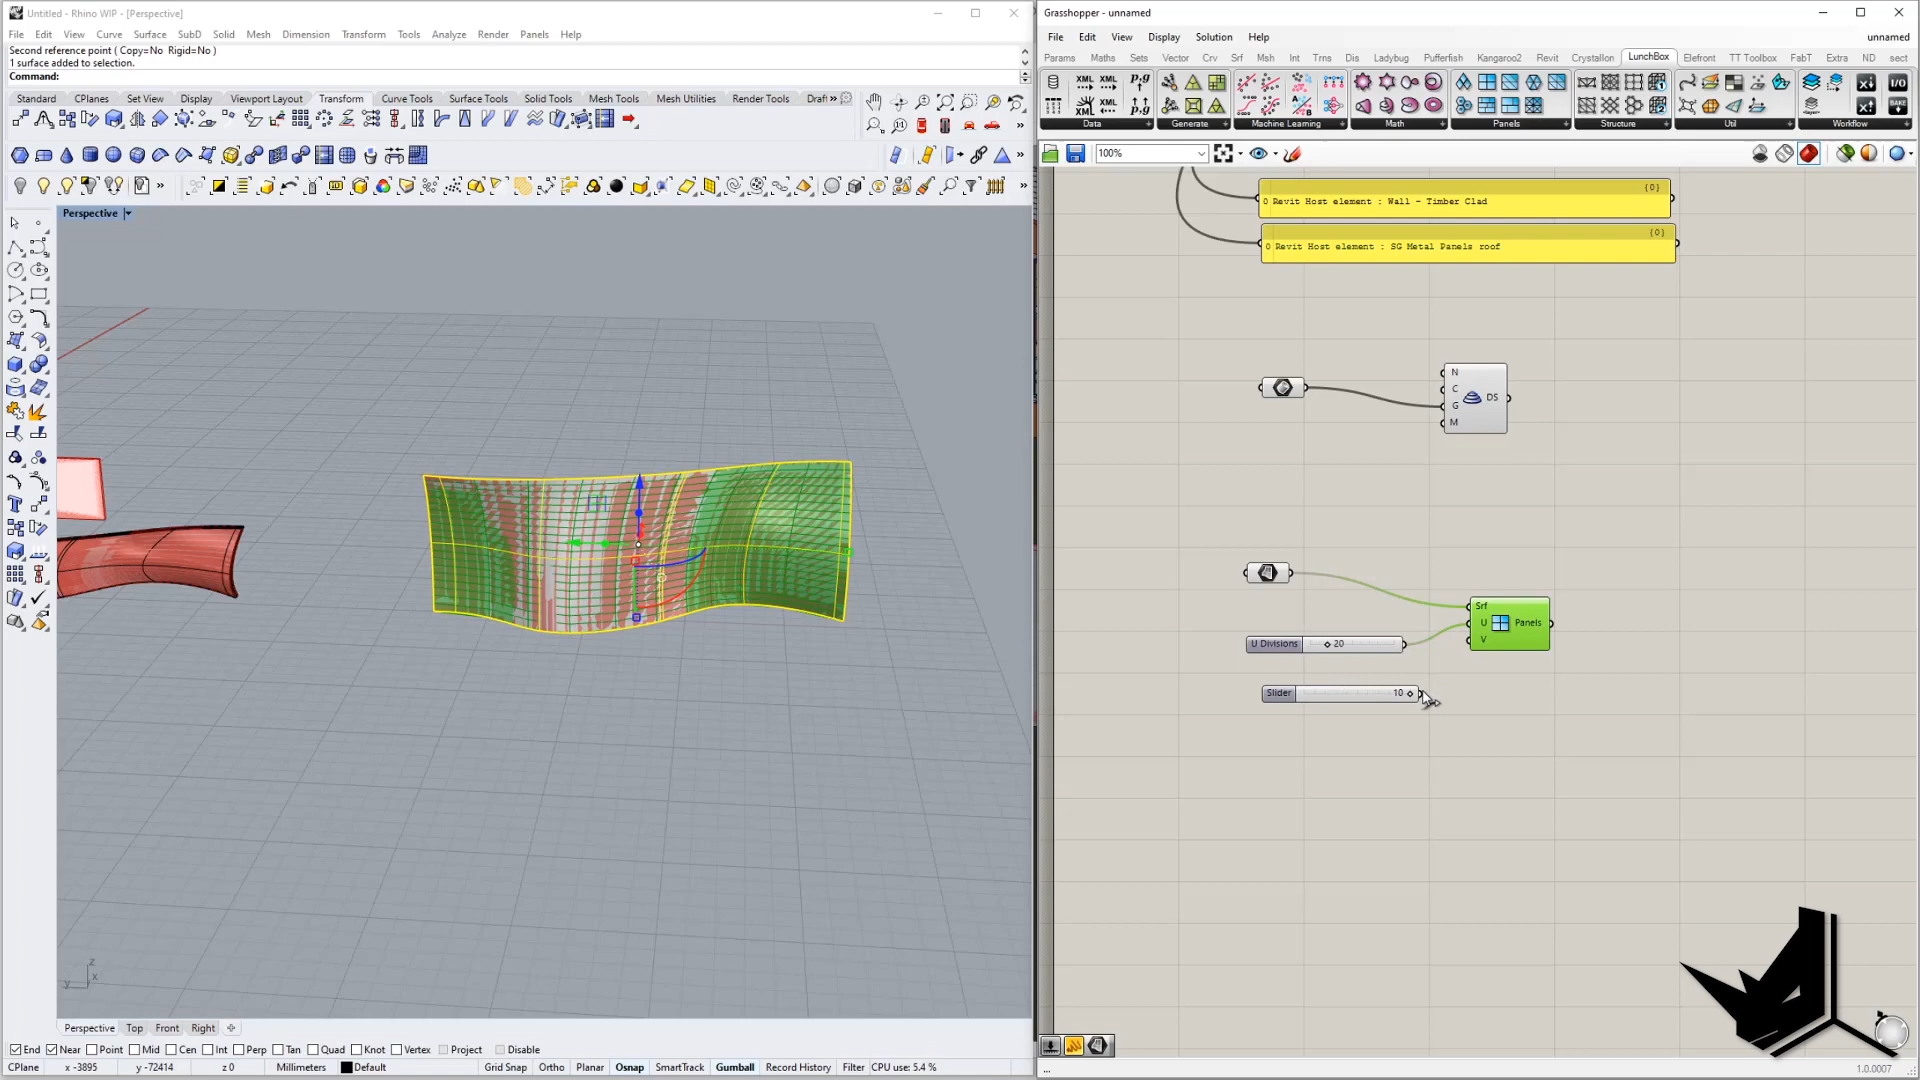 Untitled - Rhino WIP - [Perspective]
File Edit View Curve Surface SubD Solid Mesh Dimension Transform Tools Analyze Render Panels Help
Second reference point ( Copy=No Rigid=No )
1 surface added to selection.
Command:
Standard CPlanes Set View Display Viewport Layout Transform Curve Tools Surface Tools Solid Tools Mesh Tools Mesh Utilities Render Tools Draft »
Perspective
z
y x
Perspective Top Front Right
End Near Point Mid Cen Int Perp Tan Quad Knot Vertex Project Disable
CPlane x -3895 y -72414 z 0 Millimeters Default Grid Snap Ortho Planar Osnap SmartTrack Gumball Record History Filter CPU use: 5.4 %
Grasshopper - unnamed
File Edit View Display Solution Help unnamed
Params Maths Sets Vector Crv Srf Msh Int Trns Dis Ladybug Pufferfish Kangaroo2 Revit Crystallon LunchBox Elefront TT Toolbox FabT Extra ND sect
Data Generate Machine Learning Math Panels Structure Util Workflow
100%
{0}
0 Revit Host element : Wall - Timber Clad
{0}
0 Revit Host element : SG Metal Panels roof
N
C
G
M
DS
Srf
U
V
Panels
U Divisions 20
Slider 10
...
1.0.0007